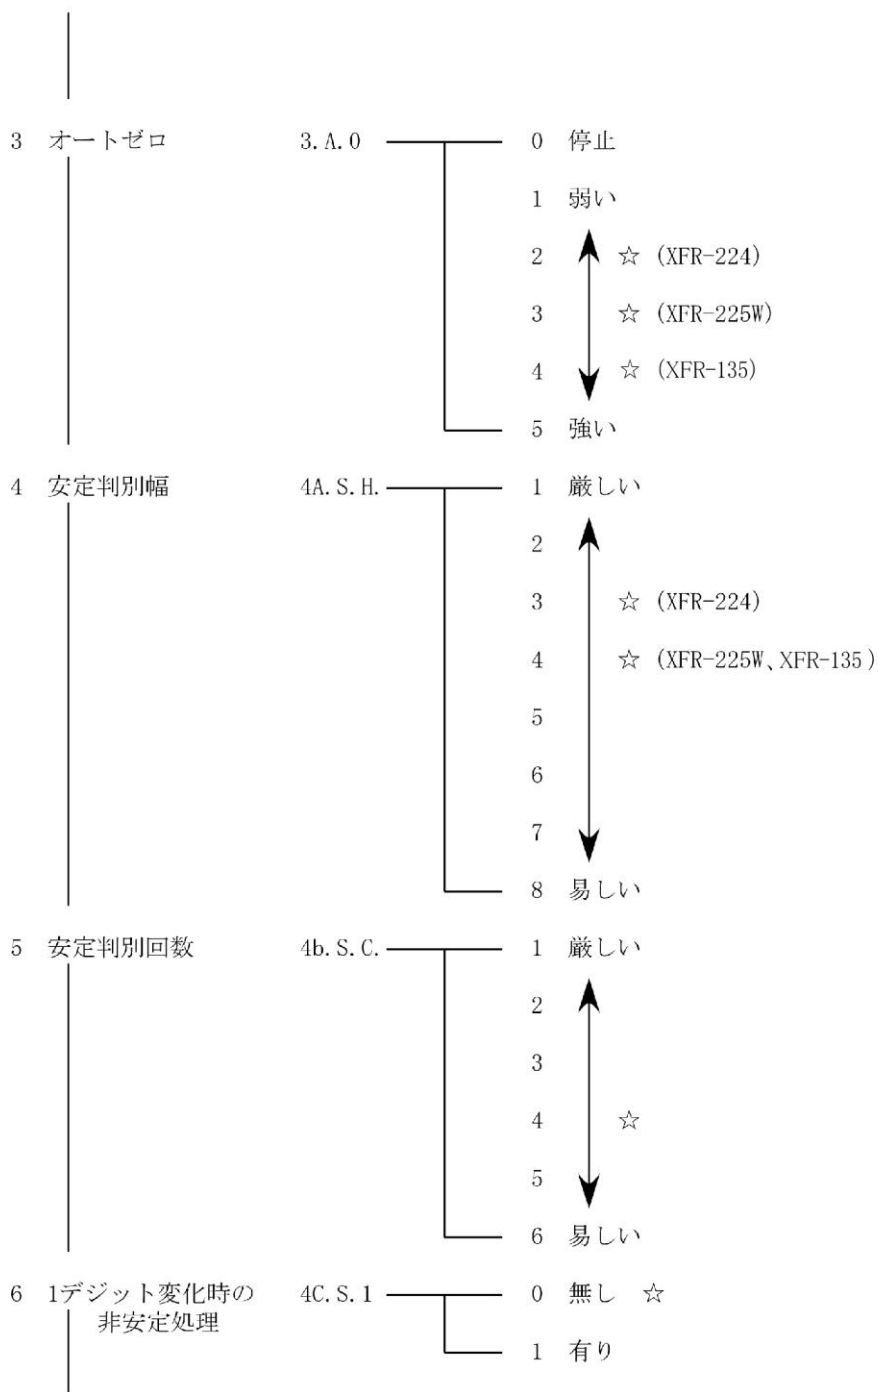 3 オートゼロ 3.A.0 0 停止
1 弱い
2 ☆ (XFR-224)
3 ☆ (XFR-225W)
4 ☆ (XFR-135)
5 強い
4 安定判別幅 4A.S.H. 1 厳しい
2
3 ☆ (XFR-224)
4 ☆ (XFR-225W、XFR-135)
5
6
7
8 易しい
5 安定判別回数 4b.S.C. 1 厳しい
2
3
4 ☆
5
6 易しい
6 1デジット変化時の 4C.S.1 0 無し ☆
非安定処理
1 有り